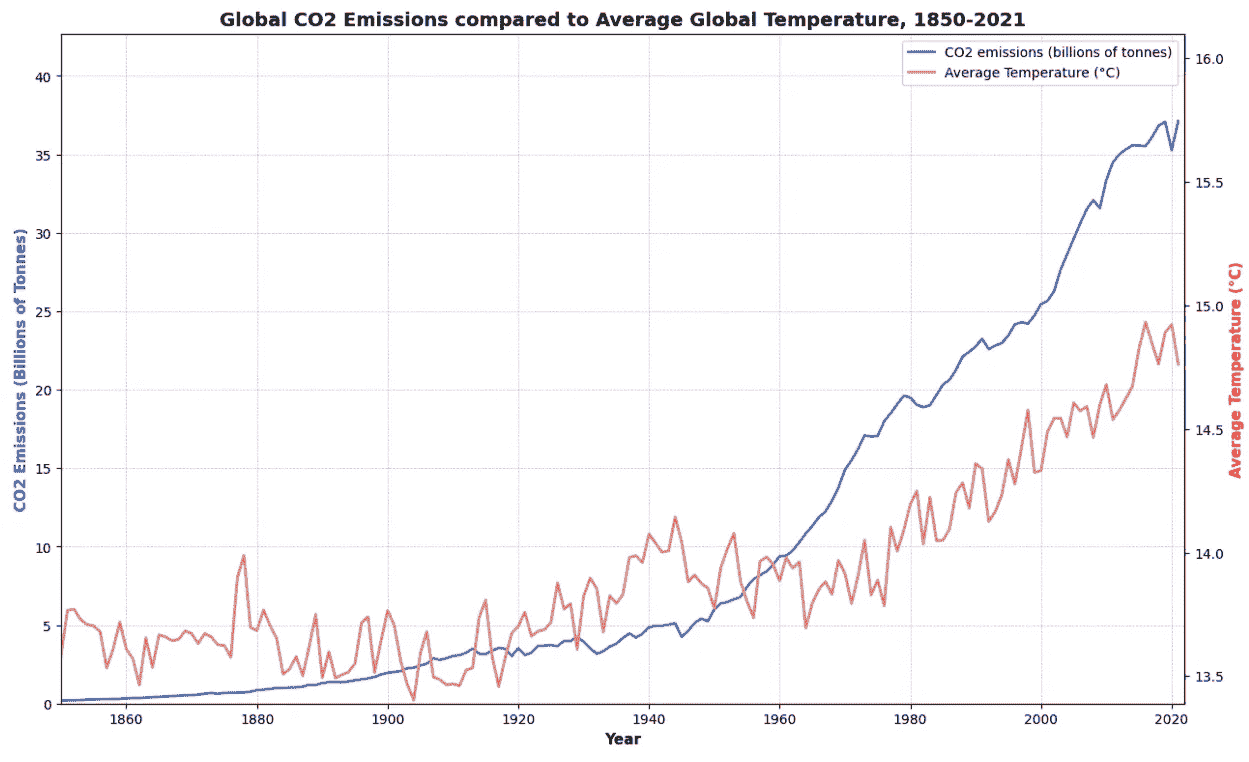 Global CO2 Emissions compared to Average Global Temperature, 1850-2021
CO2 emissions (billions of tonnes)
Average Temperature (°C)
CO2 Emissions (Billions of Tonnes)
40
35
30
25
20
15
10
5
0
16.0
15.5
15.0
14.5
14.0
13.5
Average Temperature (°C)
1860 1880 1900 1920 1940 1960 1980 2000 2020
Year